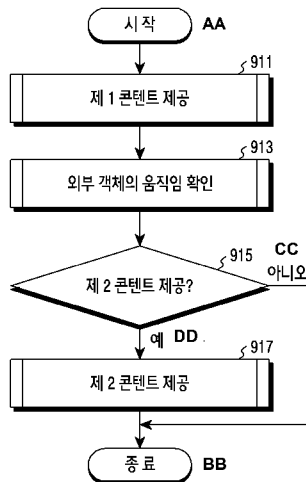 시작 AA
911
제 1 콘텐트 제공
913
외부 객체의 움직임 확인
915
CC
제 2 콘텐트 제공?
아니오
예 DD
917
제 2 콘텐트 제공
종료 BB